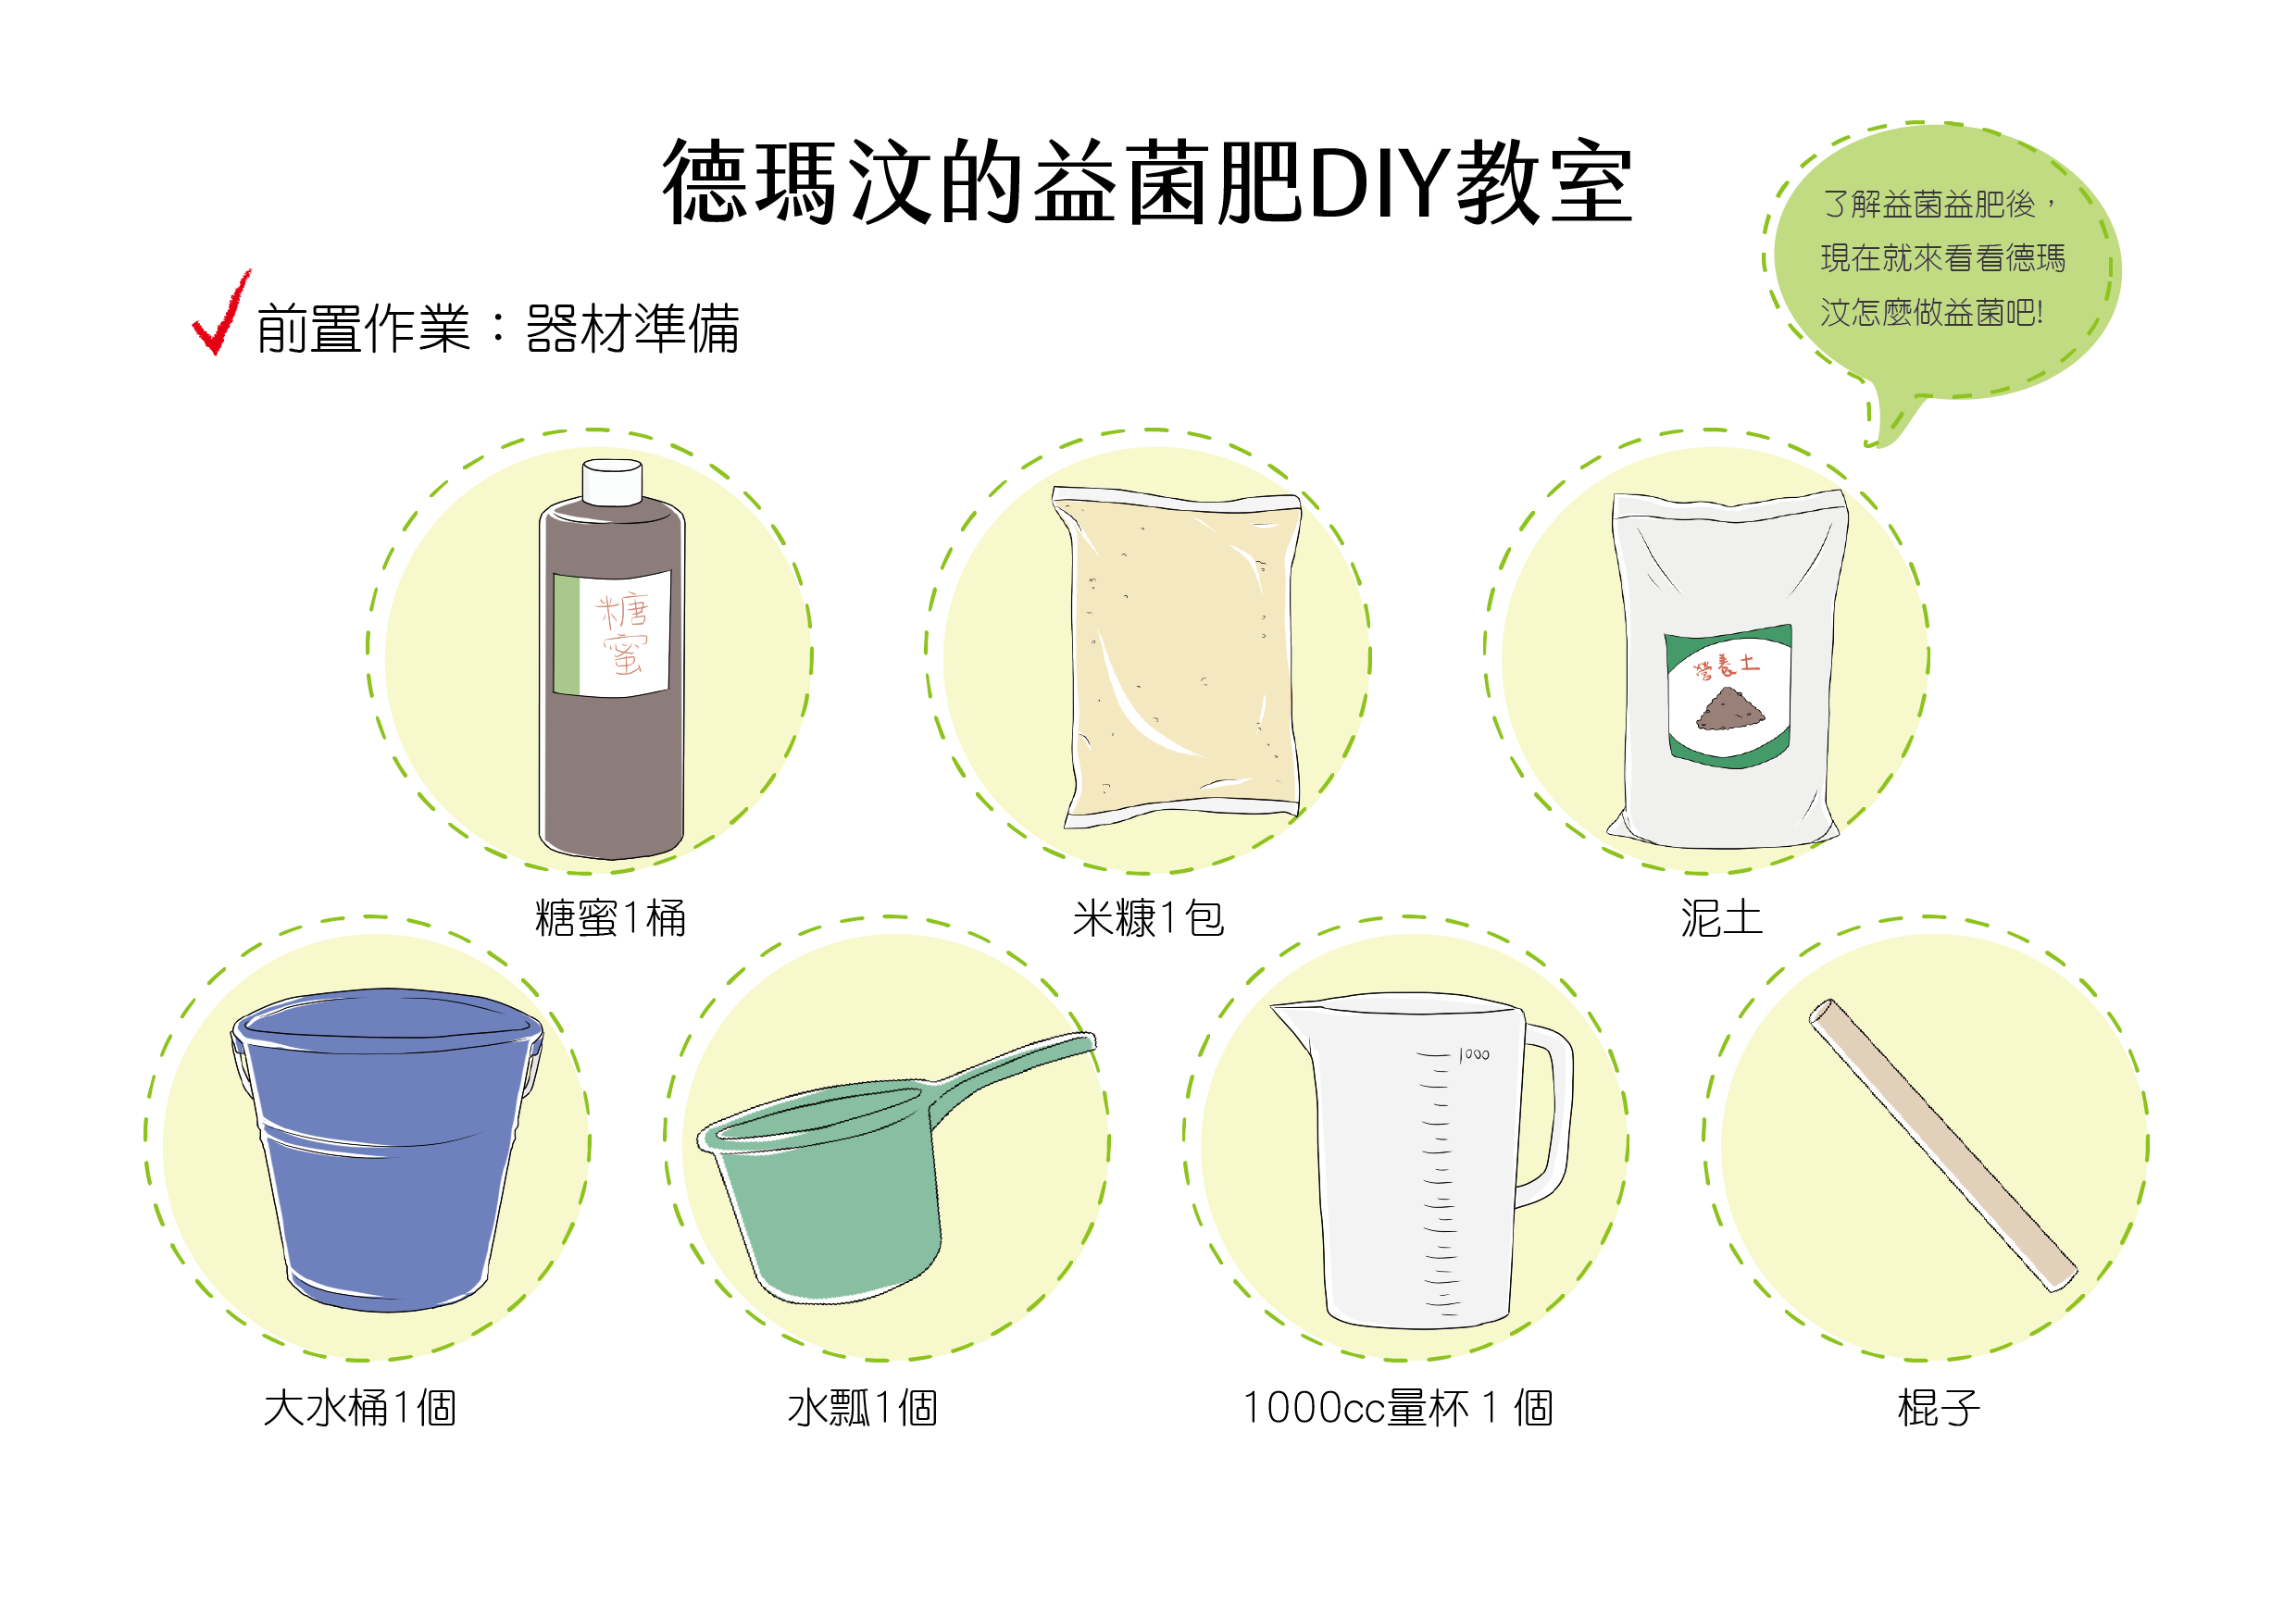 德瑪汶的益菌肥DIY教室
了解益菌益肥後，
現在就來看看德瑪
汶怎麼做益菌吧!
前置作業：器材準備
糖
蜜
營養土
糖蜜1桶
米糠1包
泥土
1000
大水桶1個
水瓢1個
1000cc量杯1個
棍子